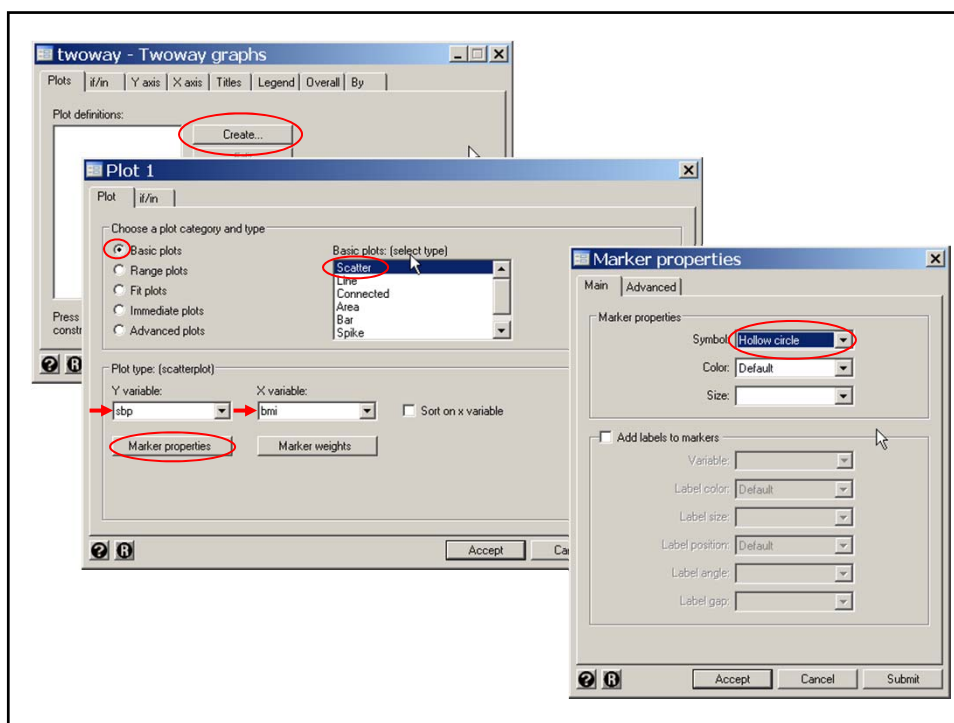 twoway - Twoway graphs
Plots if/in Y axis X axis Titles Legend Overall By
Plot definitions:
Create...
Press
constr
Plot 1
Plot if/in
Choose a plot category and type
Basic plots
Range plots
Fit plots
Immediate plots
Advanced plots
Basic plots: (select type)
Scatter
Line
Connected
Area
Bar
Spike
Plot type: (scatterplot)
Y variable: X variable:
sbp bmi Sort on x variable
Marker properties Marker weights
Accept Ca
Marker properties
Main Advanced
Marker properties
Symbol: Hollow circle
Color: Default
Size:
Add labels to markers
Variable:
Label color: Default
Label size:
Label position: Default
Label angle:
Label gap:
? R Accept Cancel Submit